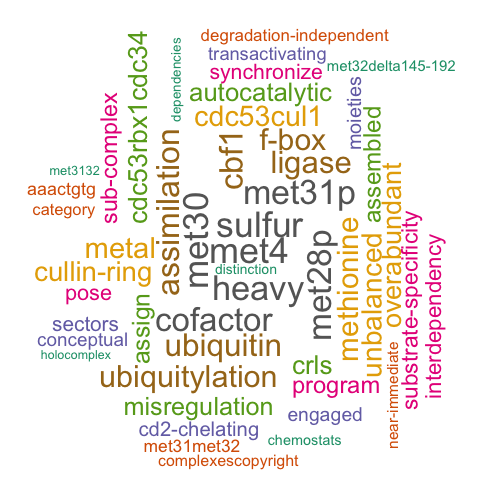 degradation-independent
transactivating
dependencies
met32delta145-192
synchronize
autocatalytic
moieties
cdc53rbx1cdc34
sub-complex
cdc53cul1
assembled
f-box
cbf1
ligase
met3132
aaactgtg
category
assimilation
met30
met31p
sulfur
met4
metal
cullin-ring
distinction
heavy
met28p
methionine
unbalanced
overabundant
substrate-specificity
interdependency
pose
cofactor
sectors
conceptual
assign
holocomplex
ubiquitin
ubiquitylation
crls
program
near-immediate
misregulation
engaged
cd2-chelating
chemostats
met31met32
complexescopyright